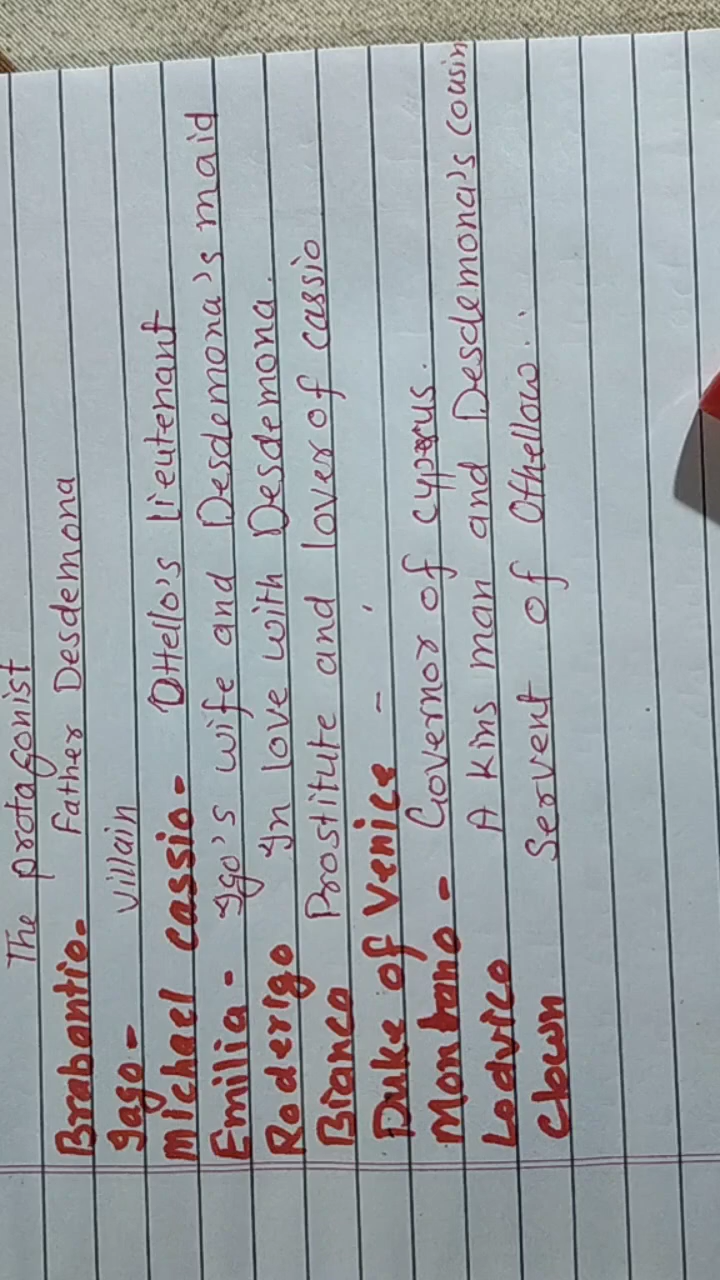 The protagonist
Brabantio. Father Desdemona
Iago - villain
Michael cassio - Othello's lieutenant
Emilia - Igo's wife and Desdemona's maid
Roderigo In love with Desdemona.
Bianca Prostitute and lover of cassio
Duke of Venice -
Montano - Governor of cyprus.
Lodvico A kins man and Desdemona's cousin
Clown Servent of Othellow..